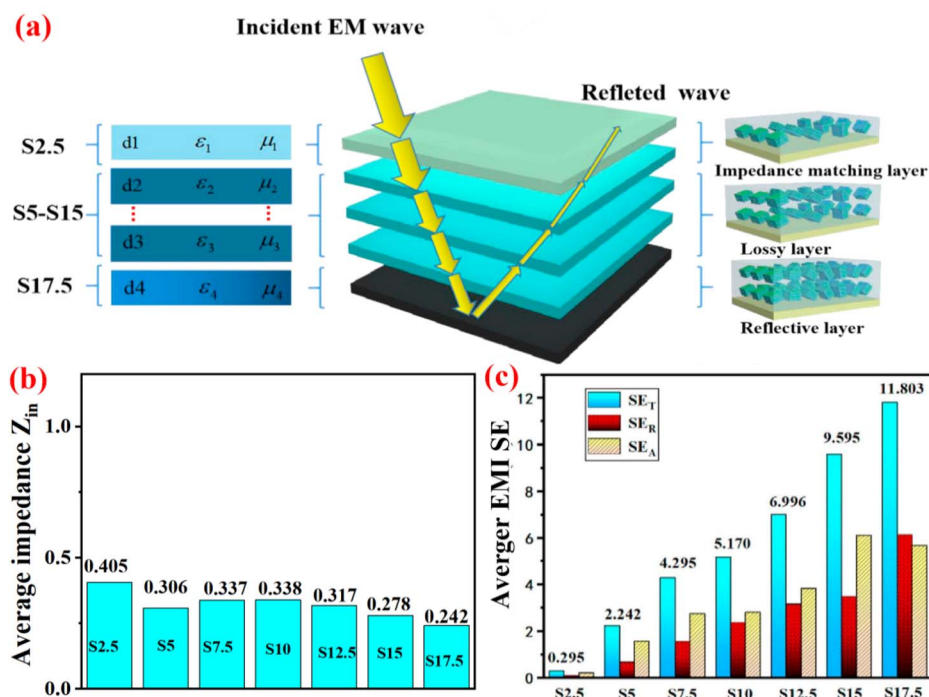 (a)
Incident EM wave
Refleted wave
S2.5
d1 ε1 μ1
S5-S15
d2 ε2 μ2
d3 ε3 μ3
S17.5
d4 ε4 μ4
Impedance matching layer
Lossy layer
Reflective layer
(b)
Average impedance Zin
1.0
0.5
0.0
0.405
0.306
0.337
0.338
0.317
0.278
0.242
S2.5 S5 S7.5 S10 S12.5 S15 S17.5
(c)
Averger EMI SE
12
10
8
6
4
2
0
SET
SER
SEA
0.295
2.242
4.295
5.170
6.996
9.595
11.803
S2.5 S5 S7.5 S10 S12.5 S15 S17.5